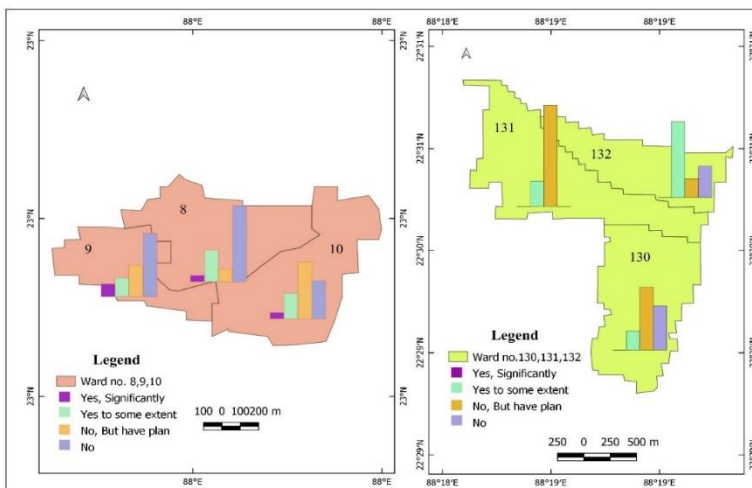 88°E
88°E
23°N
23°N
8
9
10
23°N
23°N
Legend
Ward no. 8,9,10
Yes, Significantly
Yes to some extent
No, But have plan
No
100 0 100200 m
23°N
23°N
88°E
88°E
88°18'E
88°19'E
88°19'E
22°31'N
131
132
22°31'N
22°30'N
130
22°29'N
22°29'N
Legend
Ward no.130,131,132
Yes, Significantly
Yes to some extent
No, But have plan
No
250 0 250 500 m
88°18'E
88°19'E
88°19'E